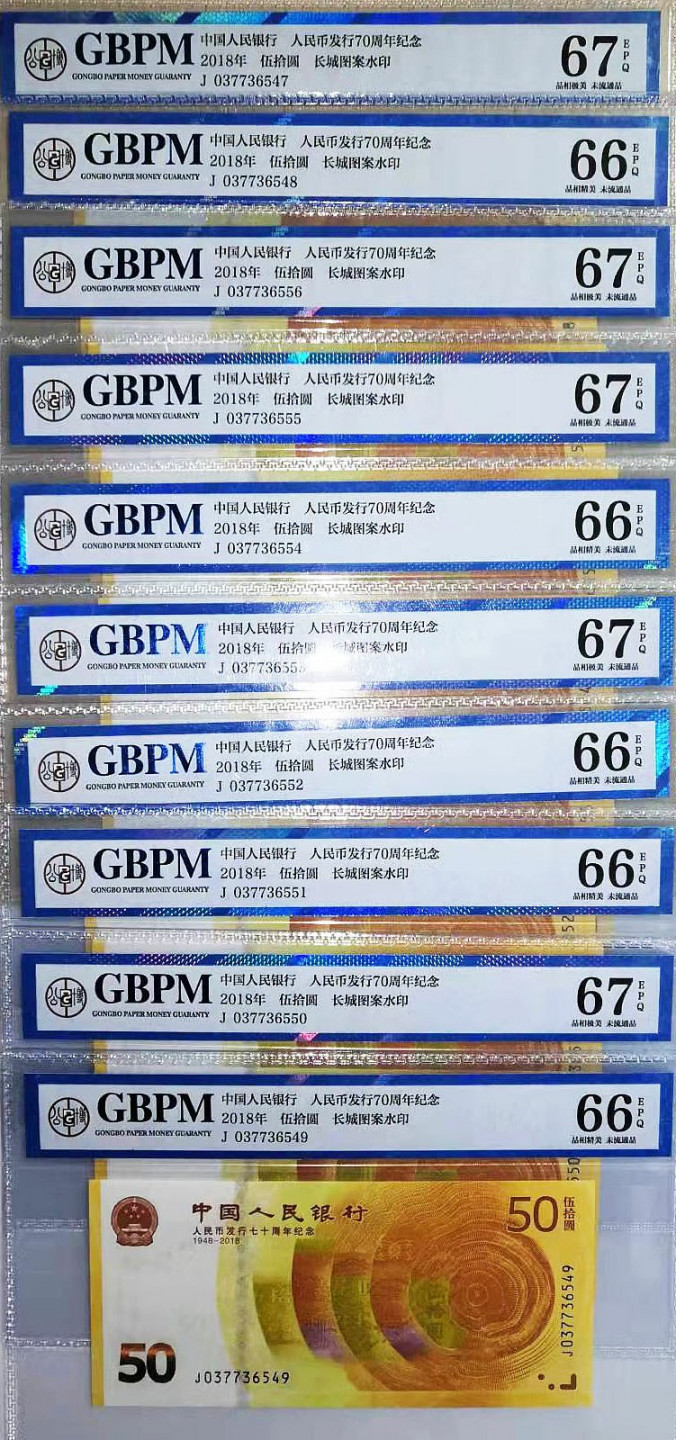 GBPM
GONGBO PAPER MONEY GUARANTY
中国人民银行 人民币发行70周年纪念
2018年 伍拾圆 长城图案水印
J 037736547
67
EPQ
品相极美 未流通品
GBPM
GONGBO PAPER MONEY GUARANTY
中国人民银行 人民币发行70周年纪念
2018年 伍拾圆 长城图案水印
J 037736548
66
EPQ
品相精美 未流通品
GBPM
GONGBO PAPER MONEY GUARANTY
中国人民银行 人民币发行70周年纪念
2018年 伍拾圆 长城图案水印
J 037736556
67
EPQ
品相极美 未流通品
GBPM
GONGBO PAPER MONEY GUARANTY
中国人民银行 人民币发行70周年纪念
2018年 伍拾圆 长城图案水印
J 037736555
67
EPQ
品相极美 未流通品
GBPM
GONGBO PAPER MONEY GUARANTY
中国人民银行 人民币发行70周年纪念
2018年 伍拾圆 长城图案水印
J 037736554
66
EPQ
品相精美 未流通品
GBPM
GONGBO PAPER MONEY GUARANTY
中国人民银行 人民币发行70周年纪念
2018年 伍拾圆 长城图案水印
J
67
EPQ
品相极美 未流通品
GBPM
GONGBO PAPER MONEY GUARANTY
中国人民银行 人民币发行70周年纪念
2018年 伍拾圆 长城图案水印
J 037736552
66
EPQ
品相精美 未流通品
GBPM
GONGBO PAPER MONEY GUARANTY
中国人民银行 人民币发行70周年纪念
2018年 伍拾圆 长城图案水印
J 037736551
66
EPQ
品相精美 未流通品
GBPM
GONGBO PAPER MONEY GUARANTY
中国人民银行 人民币发行70周年纪念
2018年 伍拾圆 长城图案水印
J 037736550
67
EPQ
品相极美 未流通品
GBPM
GONGBO PAPER MONEY GUARANTY
中国人民银行 人民币发行70周年纪念
2018年 伍拾圆 长城图案水印
J 037736549
66
EPQ
品相精美 未流通品
中国人民银行
人民币发行七十周年纪念
1948-2018
50
伍拾圆
J037736549
50
J037736549